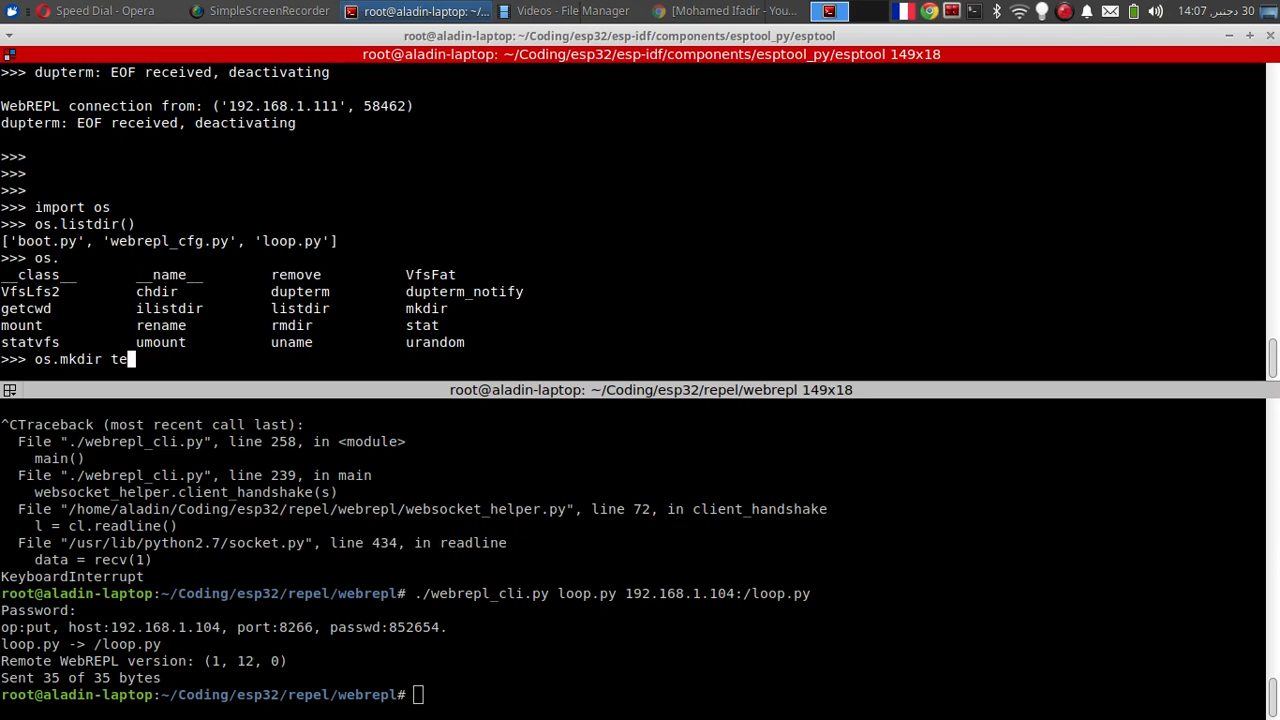 Speed Dial - Opera
SimpleScreenRecorder
root@aladin-laptop: ~/...
Videos - File Manager
[Mohamed Ifadir - You...
30 دجنبر, 14:07
root@aladin-laptop: ~/Coding/esp32/esp-idf/components/esptool_py/esptool
root@aladin-laptop: ~/Coding/esp32/esp-idf/components/esptool_py/esptool 149x18
>>> dupterm: EOF received, deactivating
WebREPL connection from: ('192.168.1.111', 58462)
dupterm: EOF received, deactivating
>>>
>>>
>>>
>>> import os
>>> os.listdir()
['boot.py', 'webrepl_cfg.py', 'loop.py']
>>> os.
__class__ __name__ remove VfsFat
VfsLfs2 chdir dupterm dupterm_notify
getcwd ilistdir listdir mkdir
mount rename rmdir stat
statvfs umount uname urandom
>>> os.mkdir te
root@aladin-laptop: ~/Coding/esp32/repel/webrepl 149x18
^CTraceback (most recent call last):
File "./webrepl_cli.py", line 258, in <module>
main()
File "./webrepl_cli.py", line 239, in main
websocket_helper.client_handshake(s)
File "/home/aladin/Coding/esp32/repel/webrepl/websocket_helper.py", line 72, in client_handshake
l = cl.readline()
File "/usr/lib/python2.7/socket.py", line 434, in readline
data = recv(1)
KeyboardInterrupt
root@aladin-laptop:~/Coding/esp32/repel/webrepl# ./webrepl_cli.py loop.py 192.168.1.104:/loop.py
Password:
op:put, host:192.168.1.104, port:8266, passwd:852654.
loop.py -> /loop.py
Remote WebREPL version: (1, 12, 0)
Sent 35 of 35 bytes
root@aladin-laptop:~/Coding/esp32/repel/webrepl#